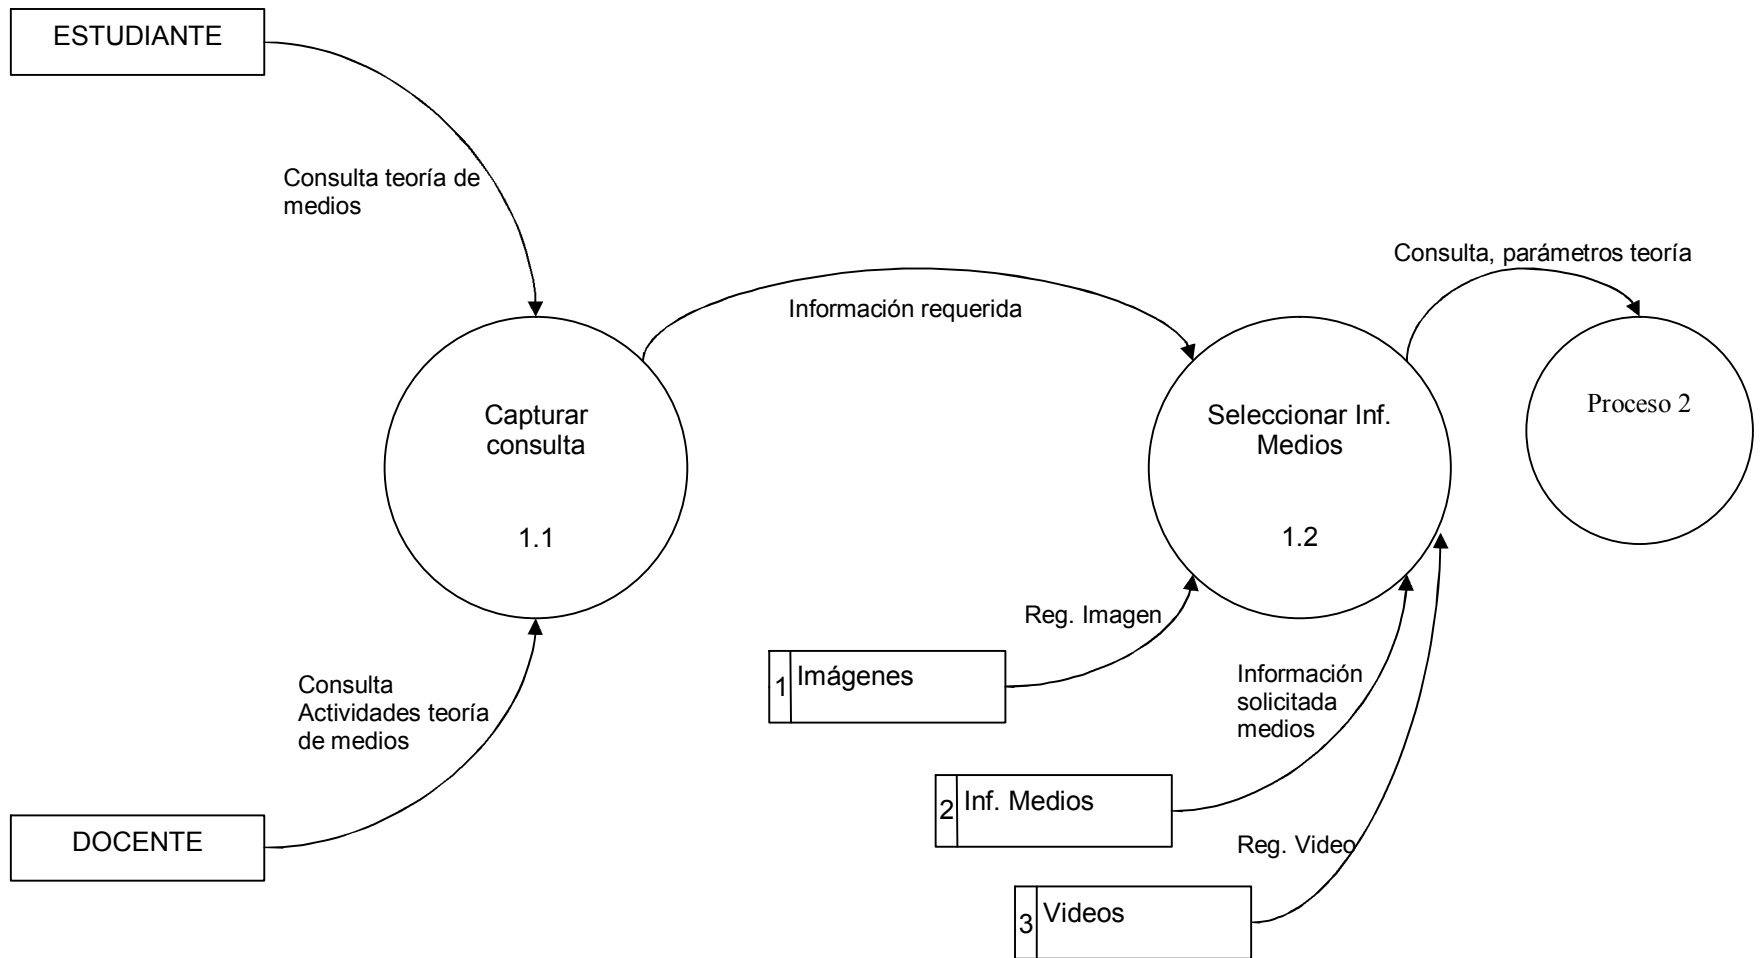 ESTUDIANTE
Consulta teoría de
medios
Consulta, parámetros teoría
Información requerida
Capturar
consulta
1.1
Seleccionar Inf.
Medios
1.2
Proceso 2
Reg. Imagen
1 Imágenes
Consulta
Actividades teoría
de medios
Información
solicitada
medios
2 Inf. Medios
DOCENTE
Reg. Video
3 Videos